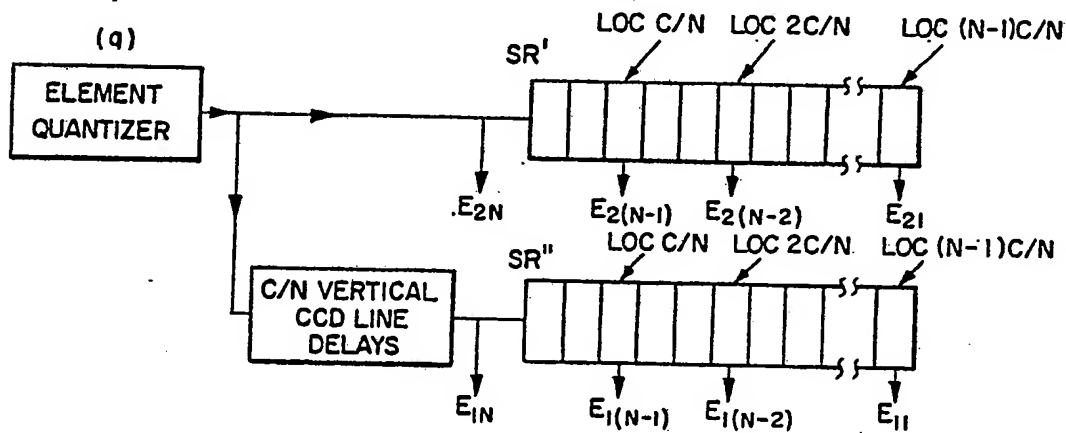 (a)
ELEMENT
QUANTIZER
SR'
LOC C/N
LOC 2C/N
LOC (N-1)C/N
.E2N
E2(N-1)
E2(N-2)
E21
C/N VERTICAL
CCD LINE
DELAYS
SR"
LOC C/N
LOC 2C/N.
LOC (N-1)C/N
E1N
E1(N-1)
E1(N-2)
E11